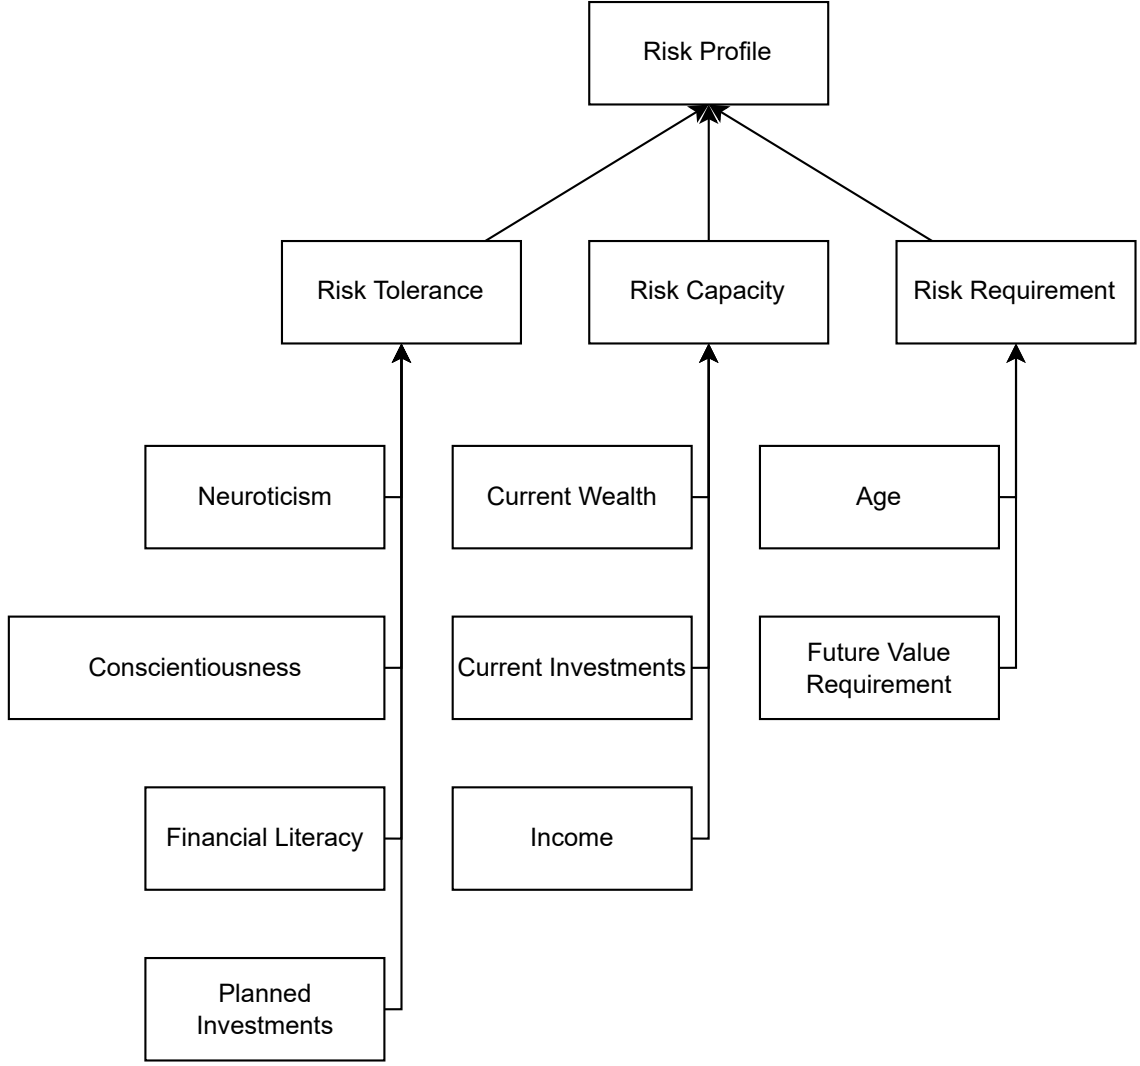 Risk Profile
Risk Tolerance
Risk Capacity
Risk Requirement
Neuroticism
Current Wealth
Age
Conscientiousness
Current Investments
Future Value
Requirement
Financial Literacy
Income
Planned
Investments